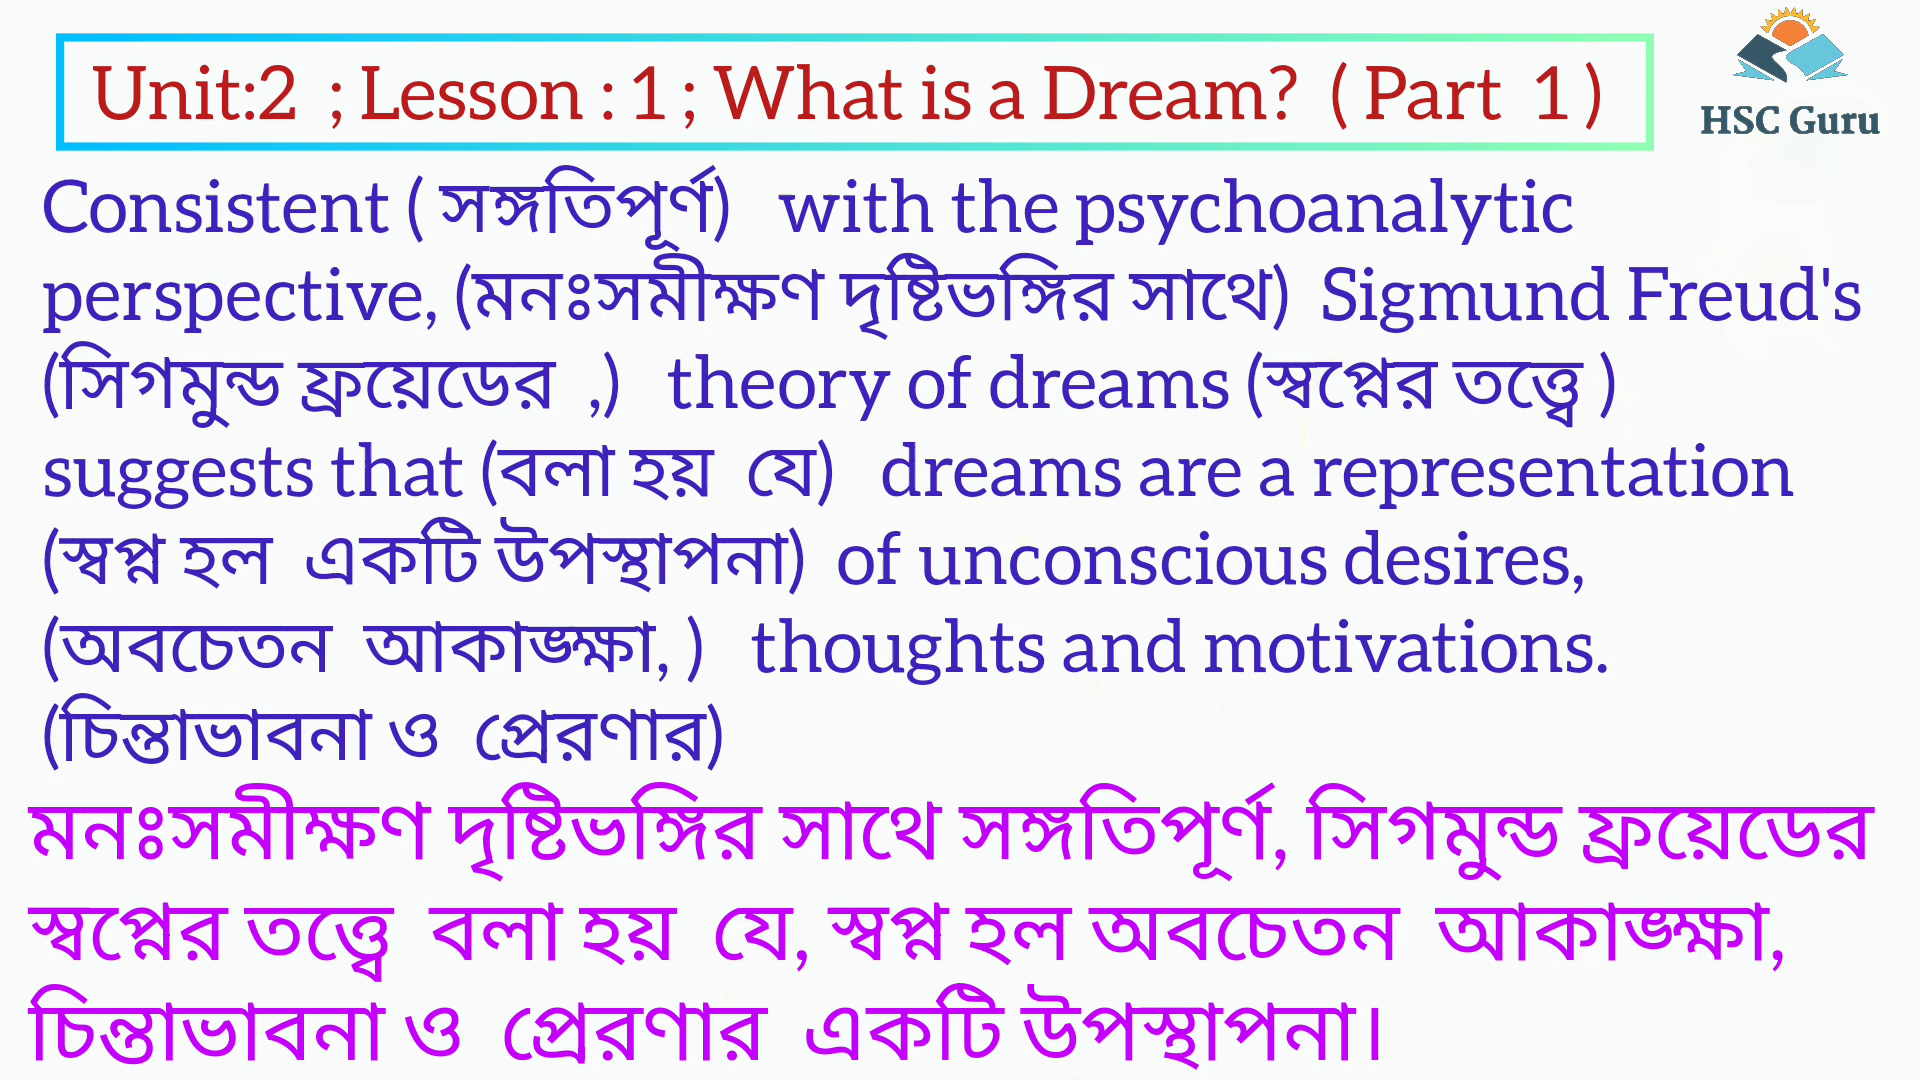 Unit:2 ; Lesson : 1 ; What is a Dream? ( Part 1 )
HSC Guru
Consistent ( সঙ্গতিপূর্ণ) with the psychoanalytic
perspective, (মনঃসমীক্ষণ দৃষ্টিভঙ্গির সাথে) Sigmund Freud's
(সিগমুন্ড ফ্রয়েডের ,) theory of dreams (স্বপ্নের তত্ত্বে )
suggests that (বলা হয় যে) dreams are a representation
(স্বপ্ন হল একটি উপস্থাপনা) of unconscious desires,
(অবচেতন আকাঙ্ক্ষা, ) thoughts and motivations.
(চিন্তাভাবনা ও প্রেরণার)
মনঃসমীক্ষণ দৃষ্টিভঙ্গির সাথে সঙ্গতিপূর্ণ, সিগমুন্ড ফ্রয়েডের
স্বপ্নের তত্ত্বে বলা হয় যে, স্বপ্ন হল অবচেতন আকাঙ্ক্ষা,
চিন্তাভাবনা ও প্রেরণার একটি উপস্থাপনা।